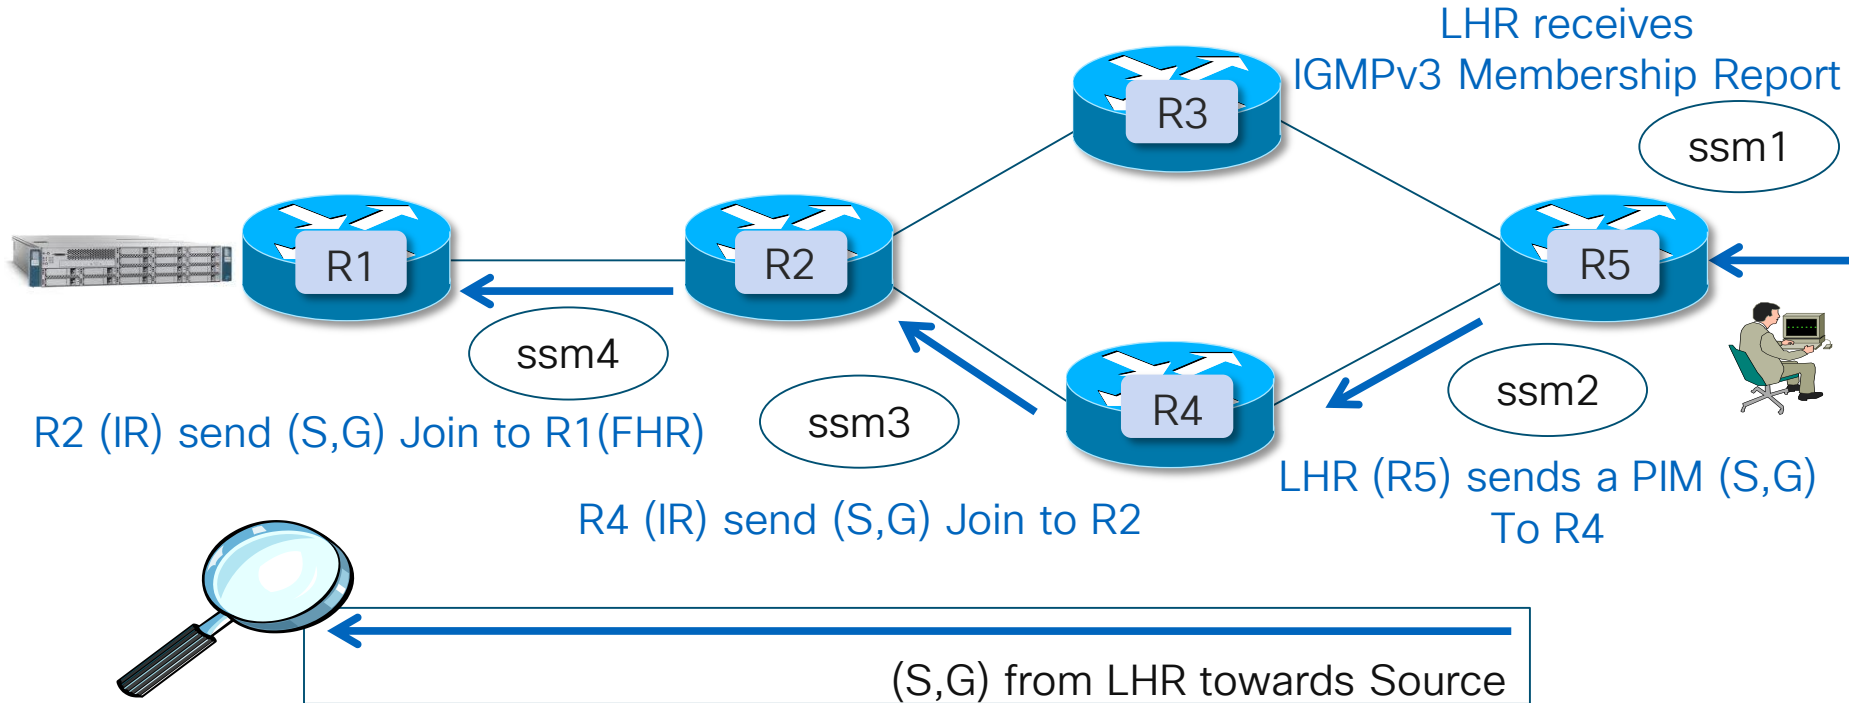 LHR receives
IGMPv3 Membership Report
ssm1
R3
R1
R2
R5
ssm4
ssm3
R4
ssm2
R2 (IR) send (S,G) Join to R1(FHR)
R4 (IR) send (S,G) Join to R2
LHR (R5) sends a PIM (S,G)
To R4
(S,G) from LHR towards Source